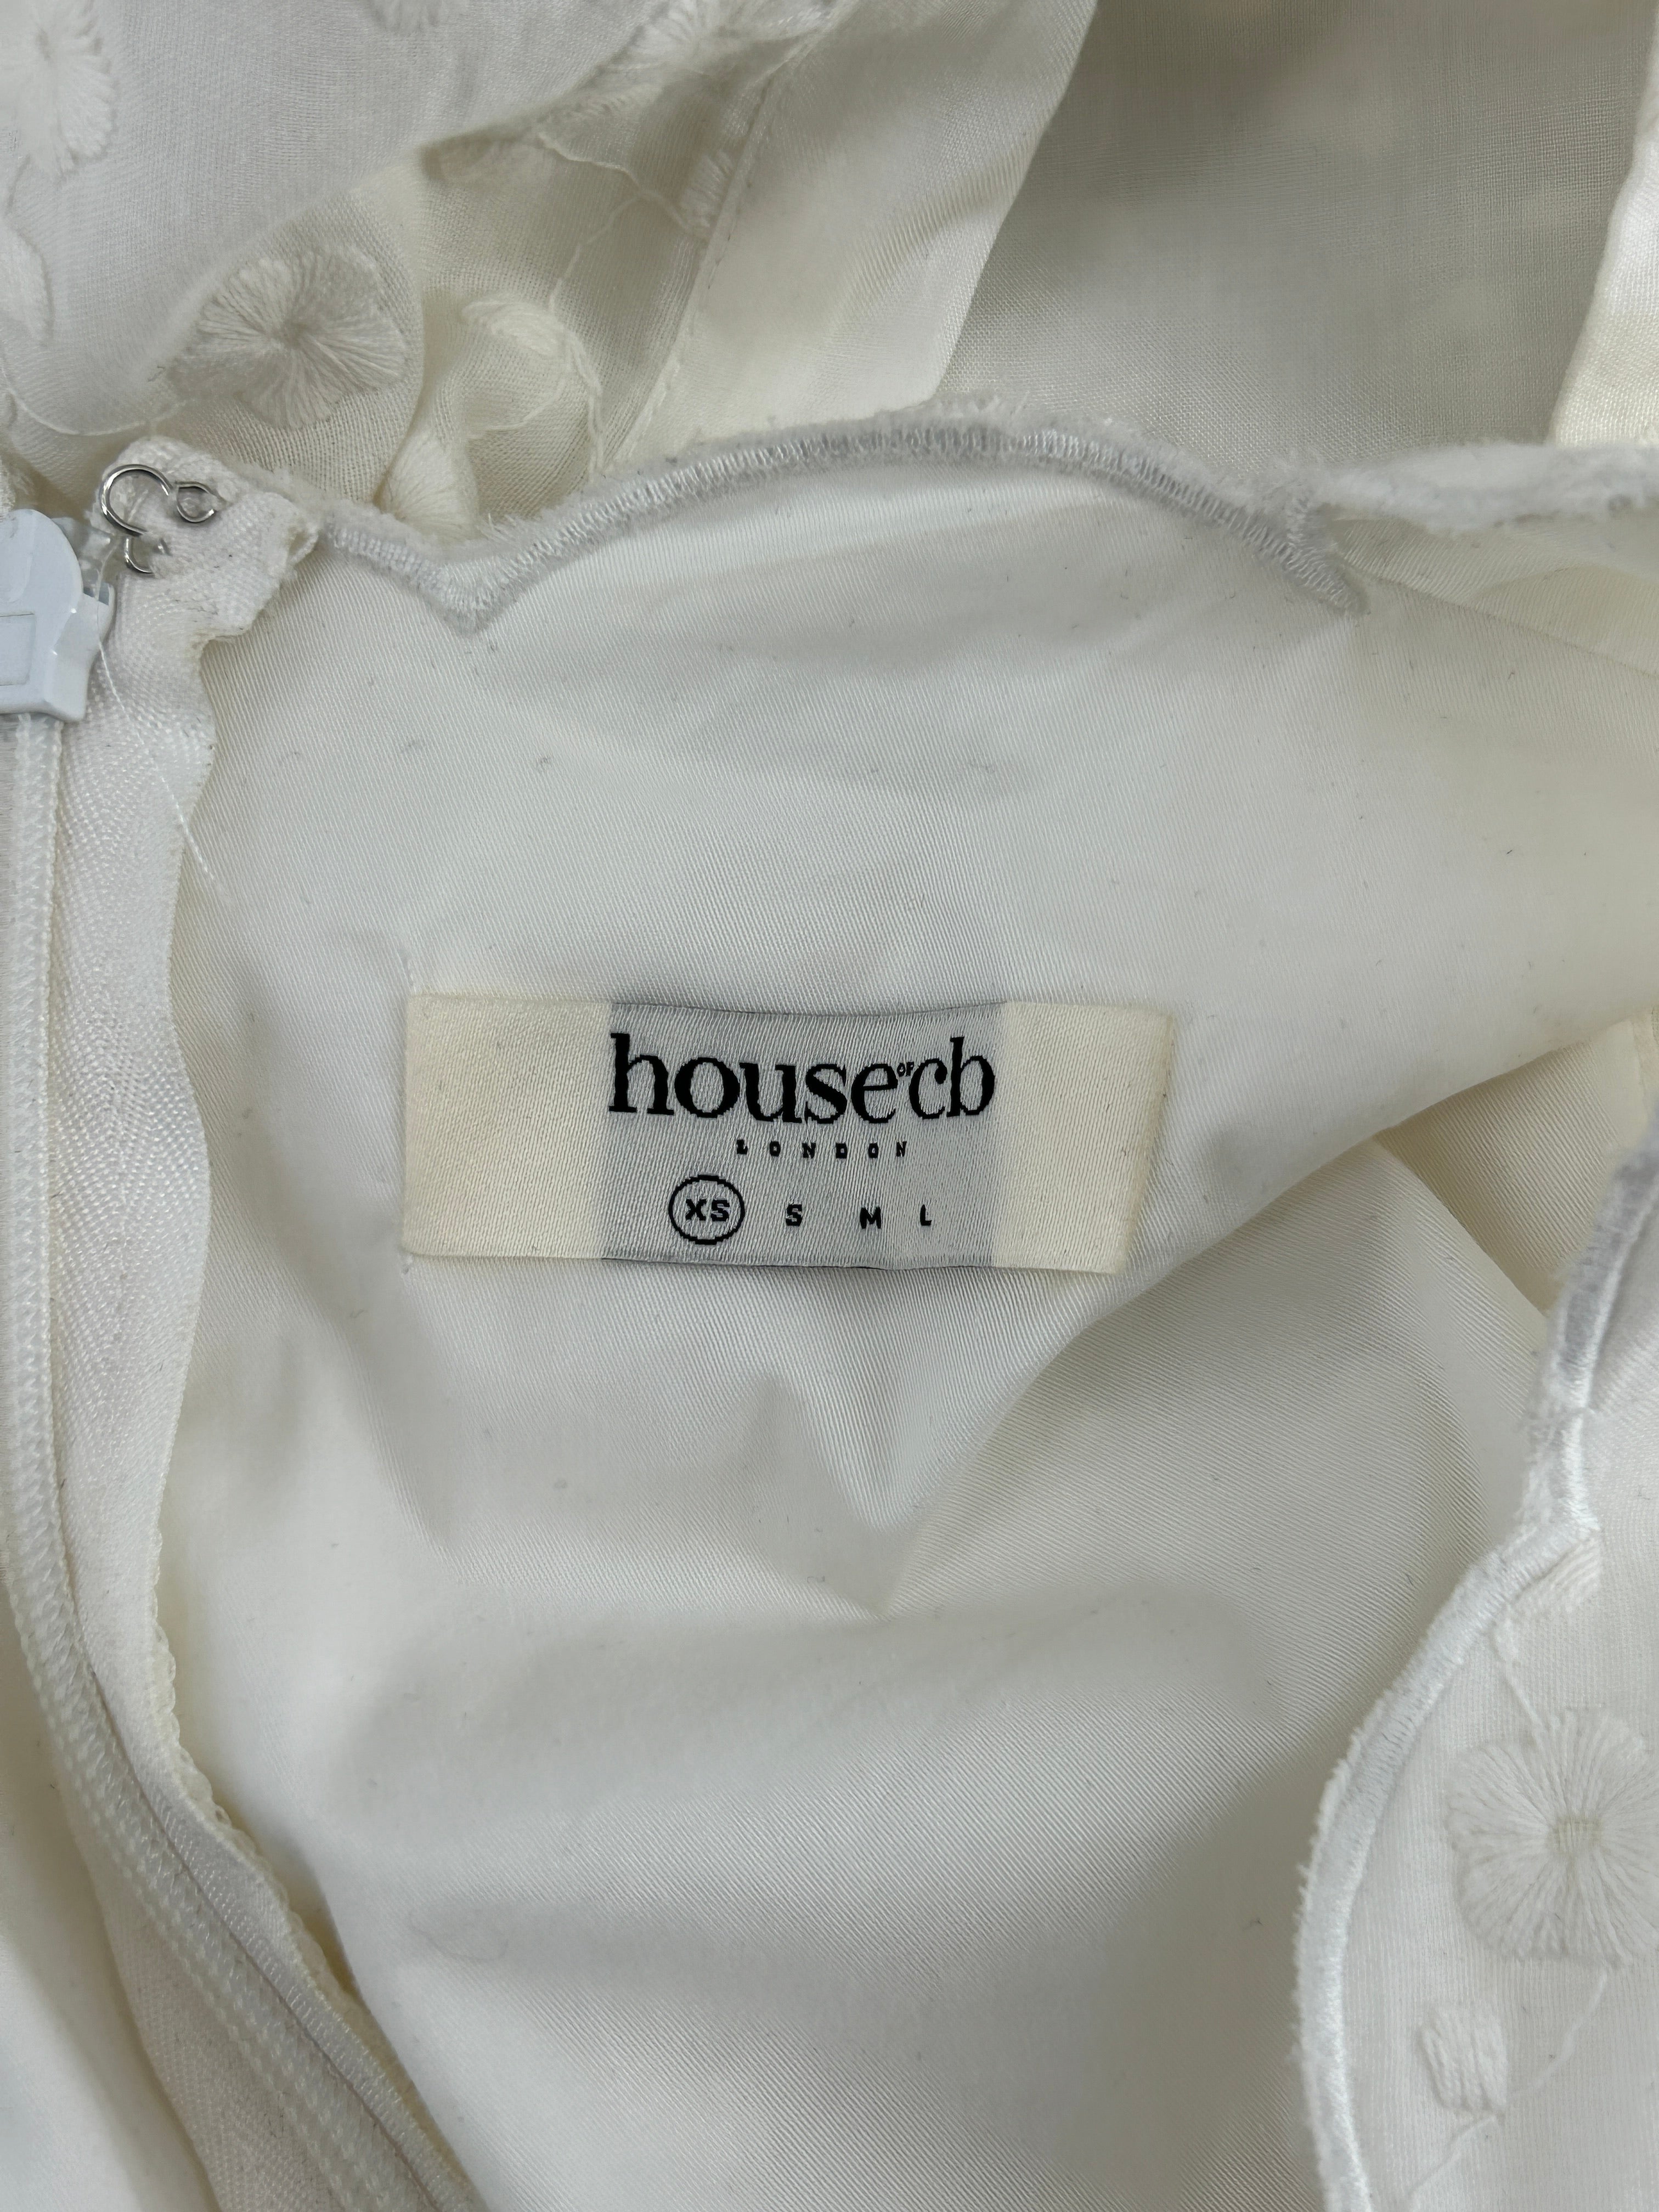 house OF cb
LONDON
XS S M L